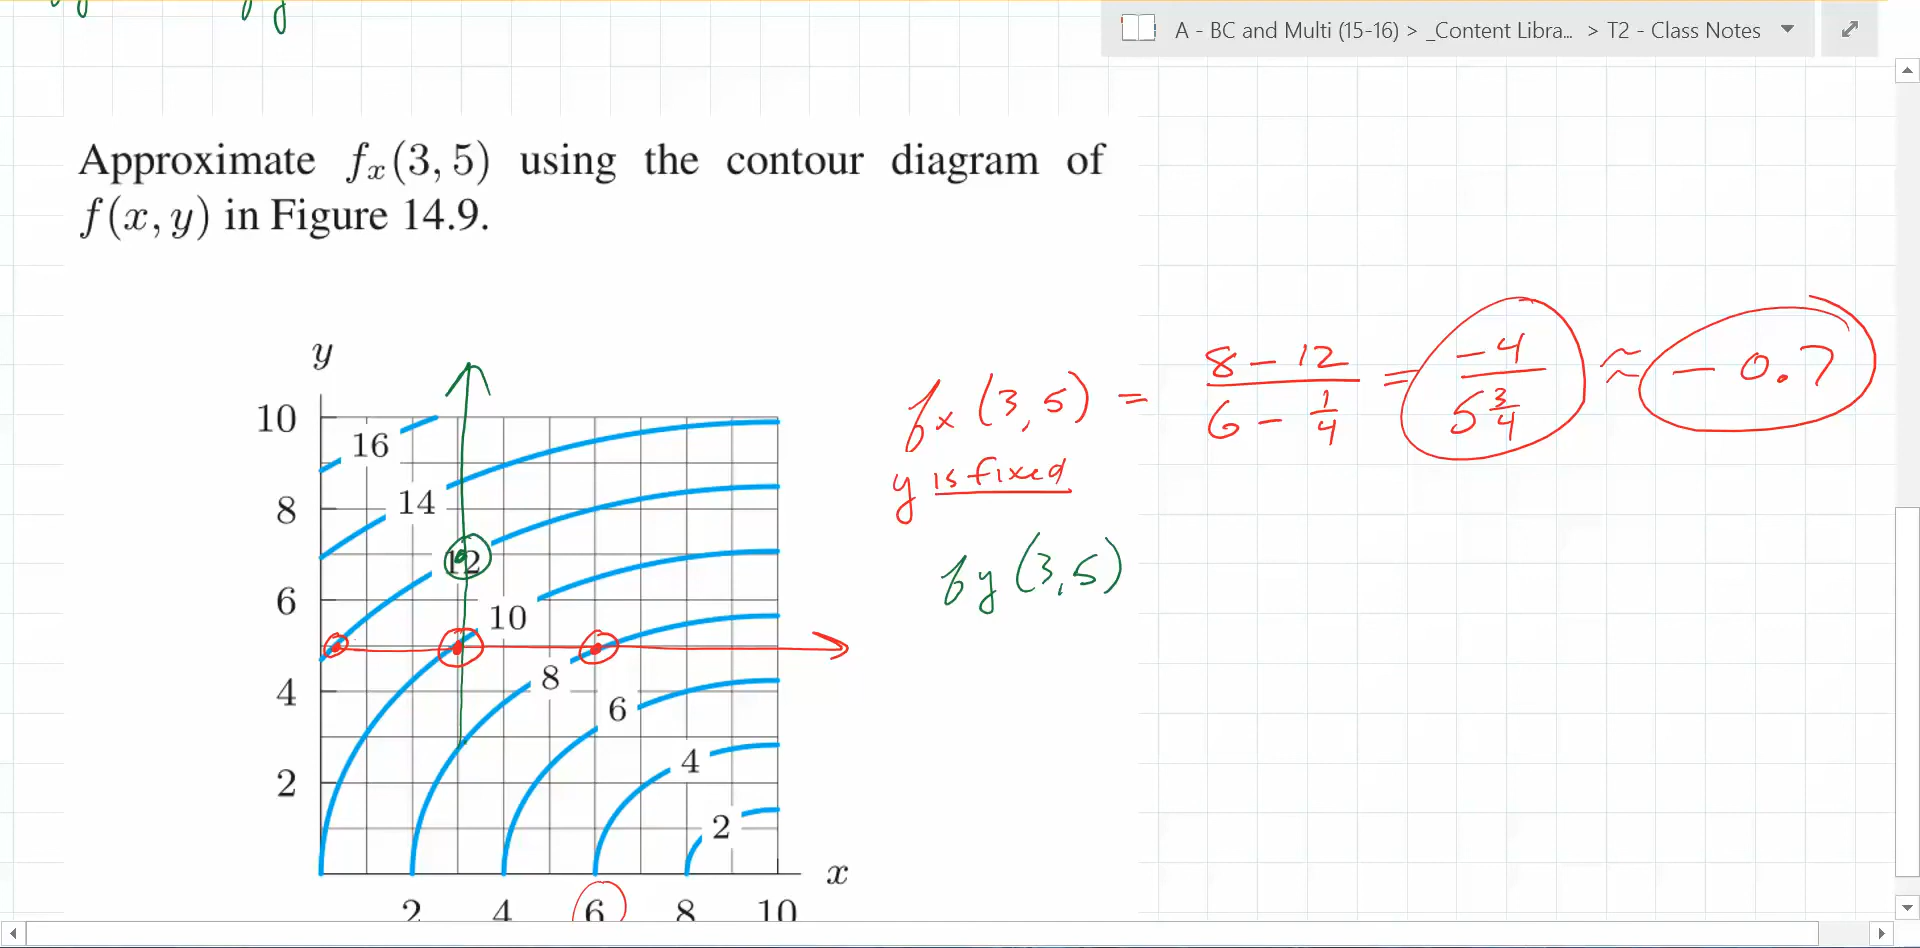 A - BC and Multi (15-16) > _Content Libra... > T2 - Class Notes
Approximate fₓ(3, 5) using the contour diagram of
f(x, y) in Figure 14.9.
y
10
8
6
4
2
16
14
12
10
8
6
4
2
x
2 4 6 8 10
fx (3, 5) = 8 - 12 / 6 - 1/4 = -4 / 5 3/4 ≈ -0.7
y is fixed
fy (3, 5)